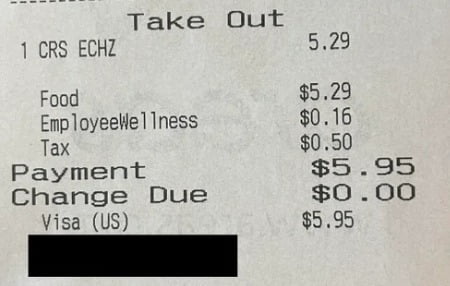 Take Out
1 CRS ECHZ 5.29
Food $5.29
EmployeeWellness $0.16
Tax $0.50
Payment $5.95
Change Due $0.00
Visa (US) $5.95